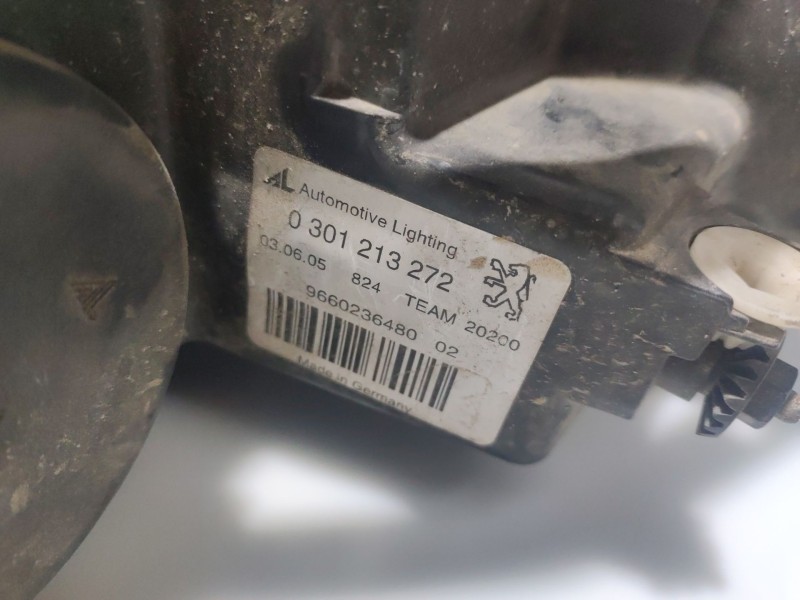 AL Automotive Lighting
0 301 213 272
03.06.05 824 TEAM 20200
9660236480 02
Made in Germany